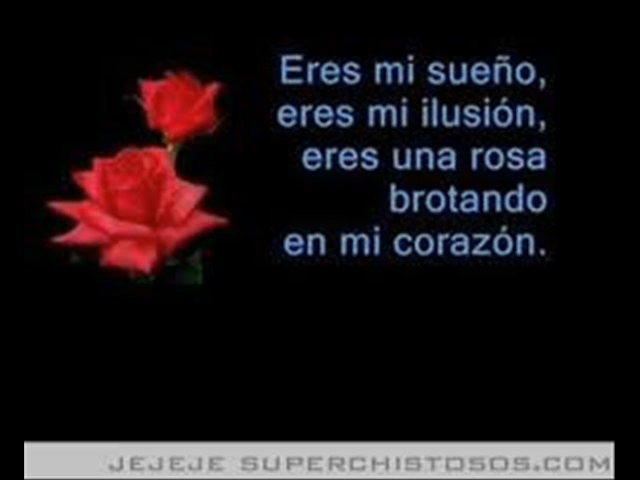 Eres mi sueño,
eres mi ilusión,
eres una rosa
brotando
en mi corazón.
JEJEJE SUPERCHISTOSOS.COM